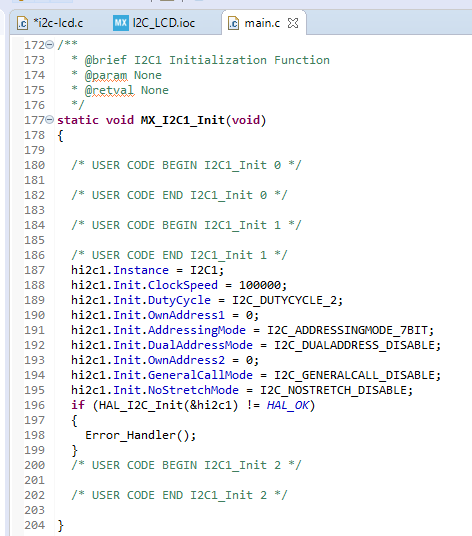 *i2c-lcd.c MX I2C_LCD.ioc main.c
172 /**
173 * @brief I2C1 Initialization Function
174 * @param None
175 * @retval None
176 */
177 static void MX_I2C1_Init(void)
178 {
179
180 /* USER CODE BEGIN I2C1_Init 0 */
181
182 /* USER CODE END I2C1_Init 0 */
183
184 /* USER CODE BEGIN I2C1_Init 1 */
185
186 /* USER CODE END I2C1_Init 1 */
187 hi2c1.Instance = I2C1;
188 hi2c1.Init.ClockSpeed = 100000;
189 hi2c1.Init.DutyCycle = I2C_DUTYCYCLE_2;
190 hi2c1.Init.OwnAddress1 = 0;
191 hi2c1.Init.AddressingMode = I2C_ADDRESSINGMODE_7BIT;
192 hi2c1.Init.DualAddressMode = I2C_DUALADDRESS_DISABLE;
193 hi2c1.Init.OwnAddress2 = 0;
194 hi2c1.Init.GeneralCallMode = I2C_GENERALCALL_DISABLE;
195 hi2c1.Init.NoStretchMode = I2C_NOSTRETCH_DISABLE;
196 if (HAL_I2C_Init(&hi2c1) != HAL_OK)
197 {
198 Error_Handler();
199 }
200 /* USER CODE BEGIN I2C1_Init 2 */
201
202 /* USER CODE END I2C1_Init 2 */
203
204 }